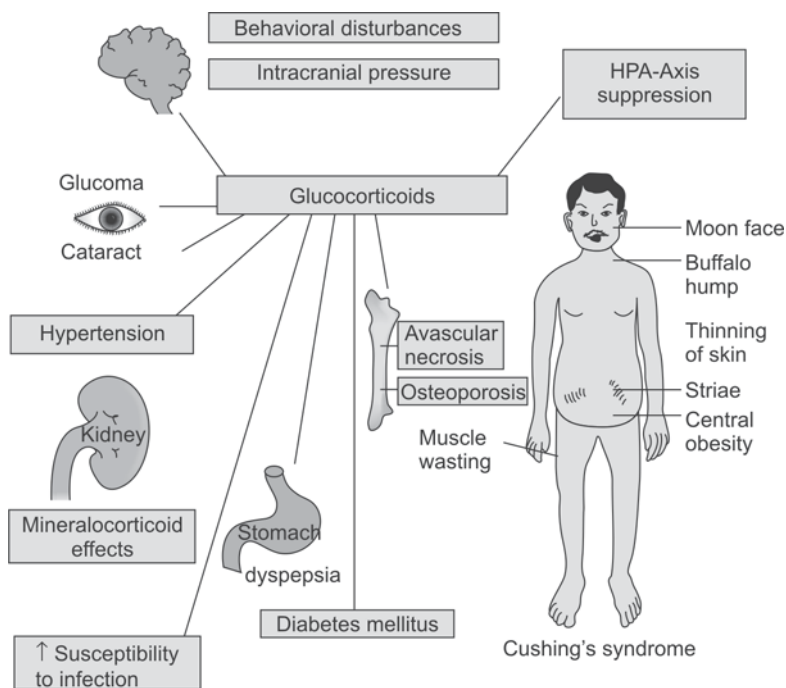 Behavioral disturbances
Intracranial pressure
HPA-Axis
suppression
Glucoma
Cataract
Glucocorticoids
Hypertension
Kidney
Mineralocorticoid
effects
↑ Susceptibility
to infection
Stomach
dyspepsia
Diabetes mellitus
Avascular
necrosis
Osteoporosis
Muscle
wasting
Moon face
Buffalo
hump
Thinning
of skin
Striae
Central
obesity
Cushing's syndrome